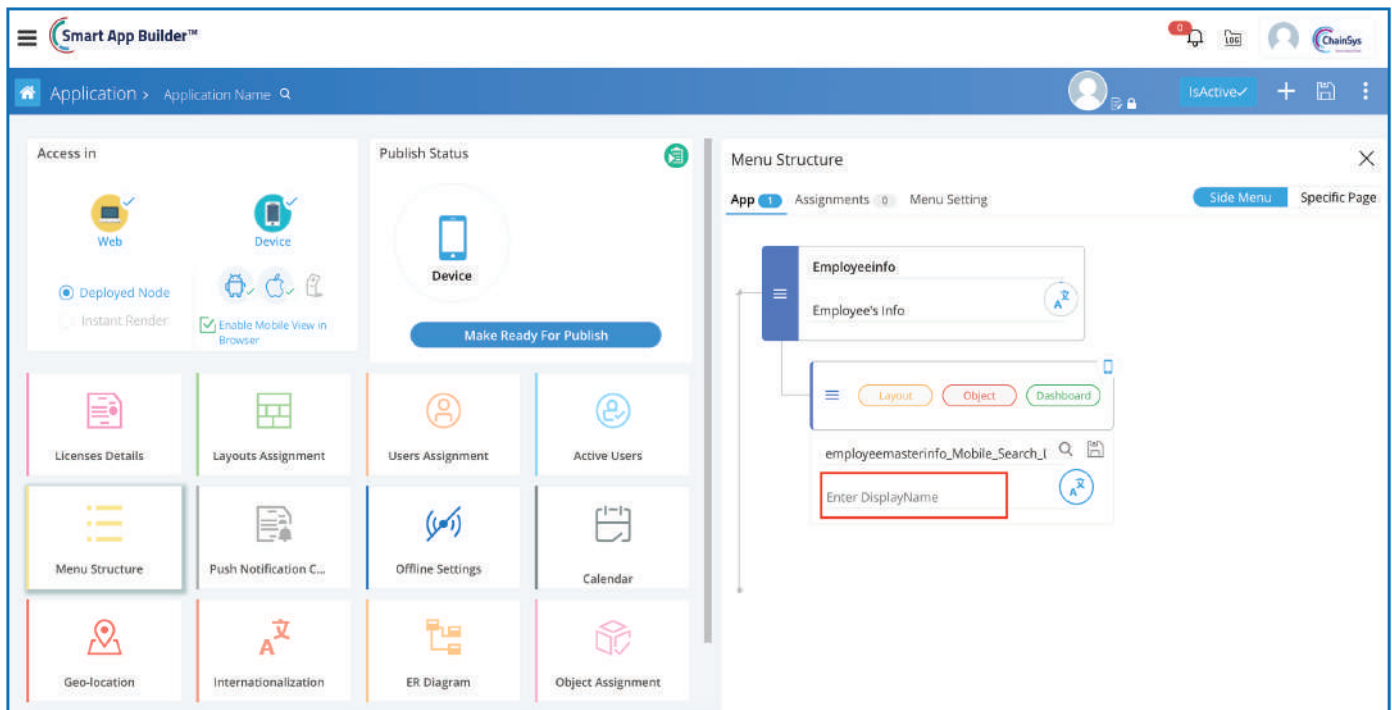 Smart App Builder™
0
LOG
ChainSys
Application > Application Name
IsActive✓
Access in
Web
Device
Deployed Node
Instant Render
Enable Mobile View in
Browser
Publish Status
Device
Make Ready For Publish
Licenses Details
Layouts Assignment
Users Assignment
Active Users
Menu Structure
Push Notification C...
Offline Settings
Calendar
Geo-location
Internationalization
ER Diagram
Object Assignment
Menu Structure
App 1 Assignments 0 Menu Setting
Side Menu Specific Page
Employeeinfo
Employee's Info
Layout Object Dashboard
employeemasterinfo_Mobile_Search_
Enter DisplayName